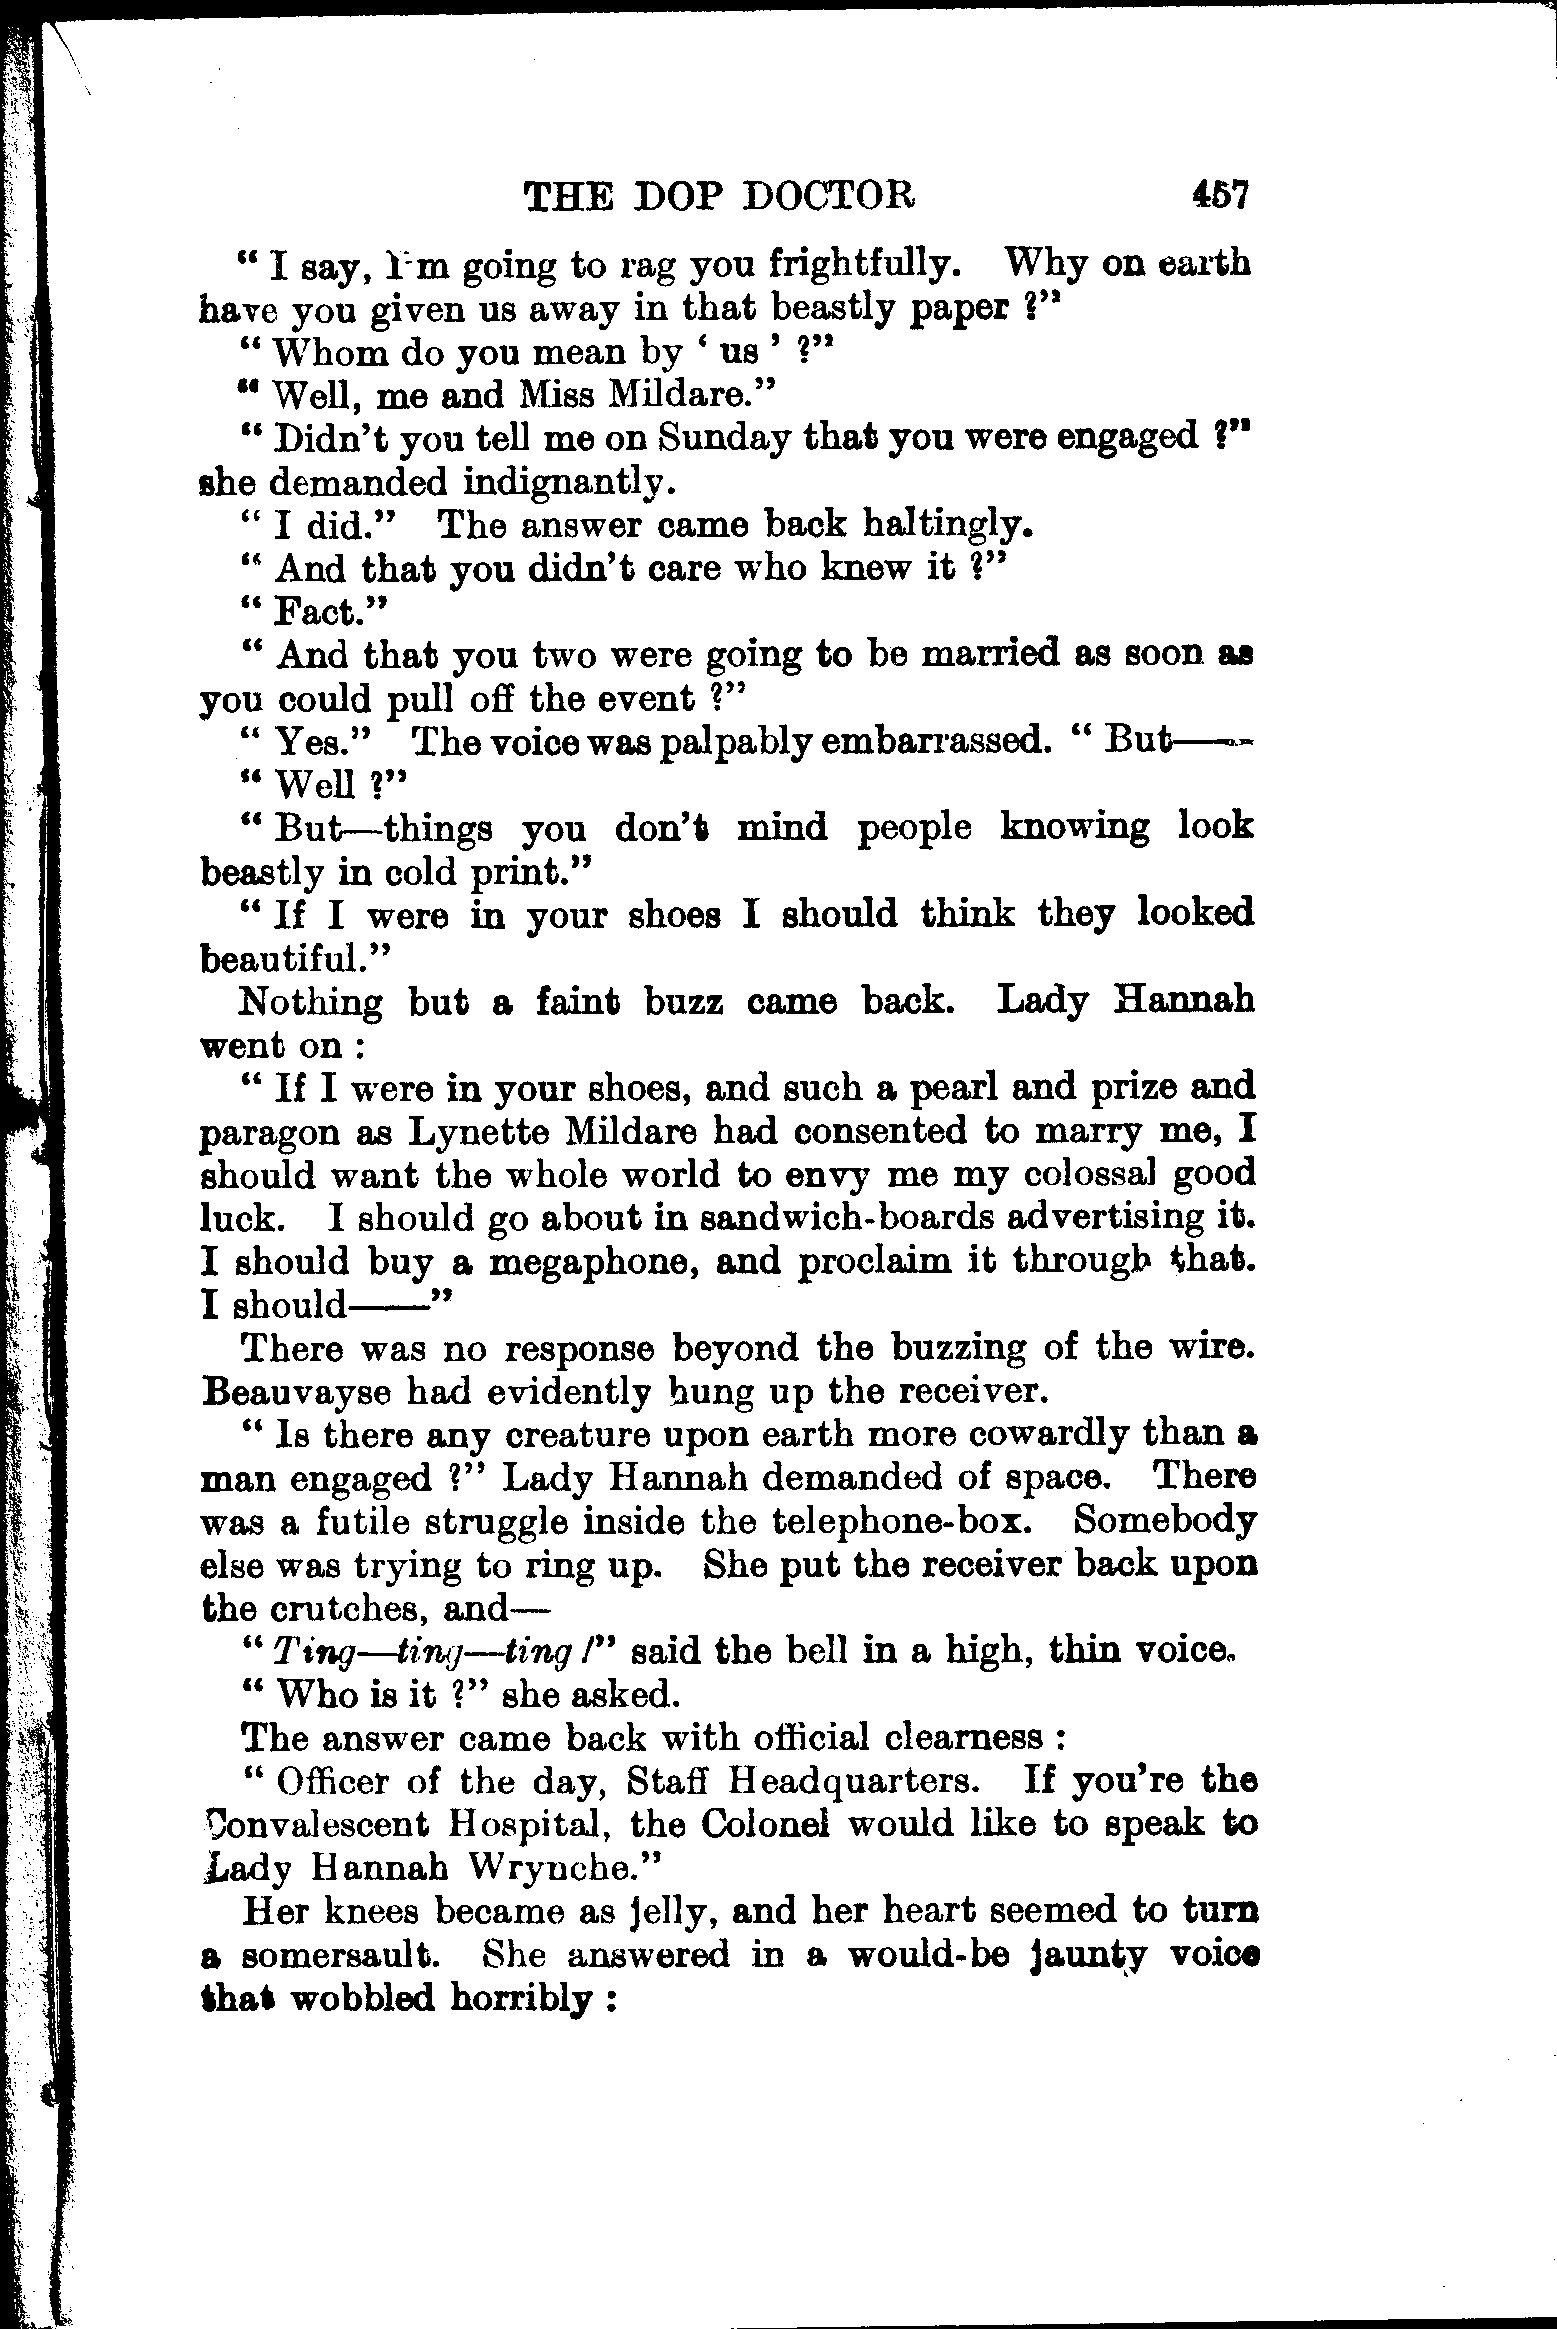 THE DOP DOCTOR 457
“ I say, I'm going to rag you frightfully. Why on earth
have you given us away in that beastly paper ?”
“ Whom do you mean by ‘ us ’ ?”
“ Well, me and Miss Mildare.”
“ Didn’t you tell me on Sunday that you were engaged ?”
she demanded indignantly.
“ I did.” The answer came back haltingly.
“ And that you didn’t care who knew it ?”
“ Fact.”
“ And that you two were going to be married as soon as
you could pull off the event ?”
“ Yes.” The voice was palpably embarrassed. “ But——
“ Well ?”
“ But—things you don’t mind people knowing look
beastly in cold print.”
“ If I were in your shoes I should think they looked
beautiful.”
Nothing but a faint buzz came back. Lady Hannah
went on :
“ If I were in your shoes, and such a pearl and prize and
paragon as Lynette Mildare had consented to marry me, I
should want the whole world to envy me my colossal good
luck. I should go about in sandwich-boards advertising it.
I should buy a megaphone, and proclaim it through that.
I should——”
There was no response beyond the buzzing of the wire.
Beauvayse had evidently hung up the receiver.
“ Is there any creature upon earth more cowardly than a
man engaged ?” Lady Hannah demanded of space. There
was a futile struggle inside the telephone-box. Somebody
else was trying to ring up. She put the receiver back upon
the crutches, and—
“ Ting—ting—ting !” said the bell in a high, thin voice.
“ Who is it ?” she asked.
The answer came back with official clearness :
“ Officer of the day, Staff Headquarters. If you’re the
Convalescent Hospital, the Colonel would like to speak to
Lady Hannah Wrynche.”
Her knees became as jelly, and her heart seemed to turn
a somersault. She answered in a would-be jaunty voice
that wobbled horribly :